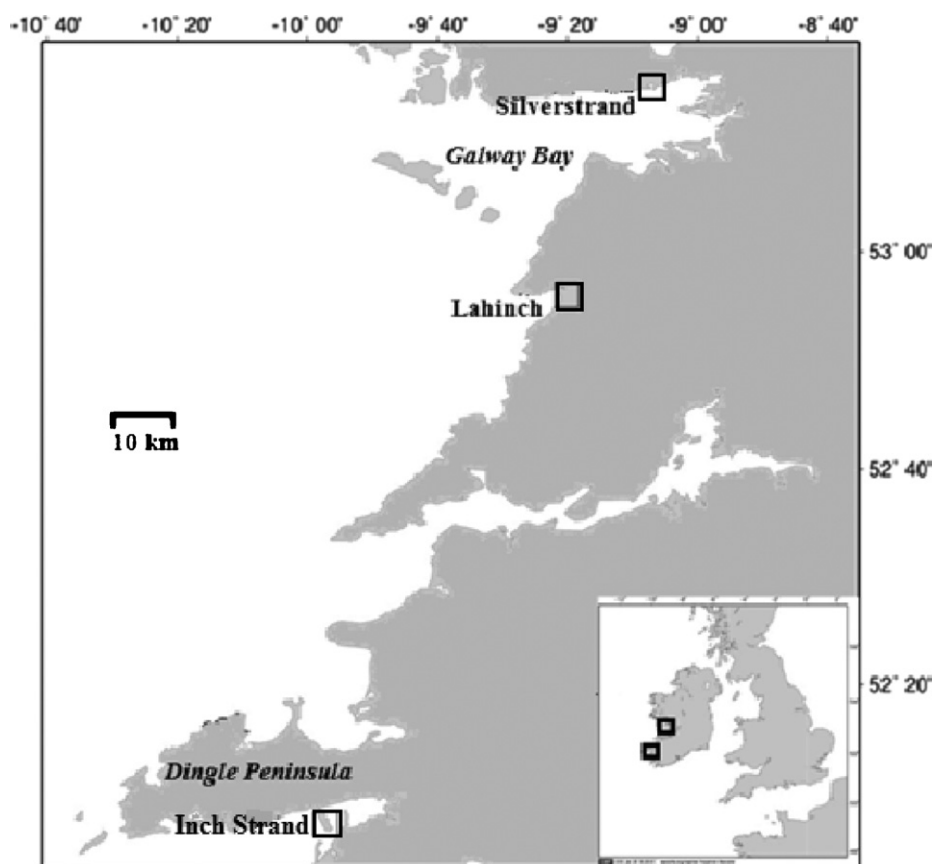 -10° 40' -10° 20' -10° 00' -9° 40' -9° 20' -9° 00' -8° 40'
Silverstrand
Galway Bay
53° 00'
Lahinch
10 km
52° 40'
52° 20'
Dingle Peninsula
Inch Strand